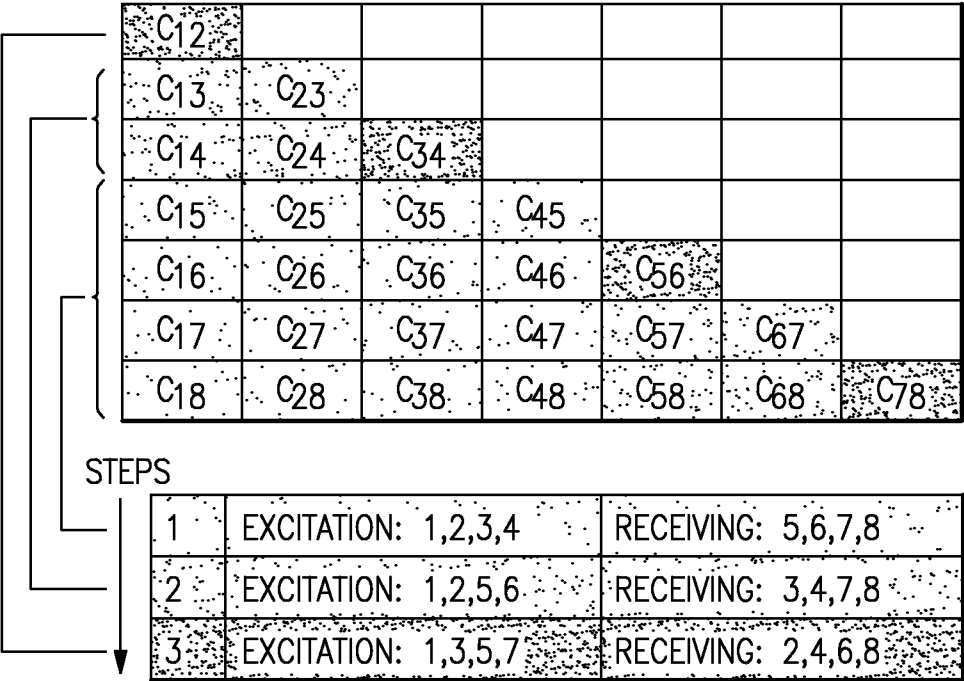 C12
C13 C23
C14 C24 C34
C15 C25 C35 C45
C16 C26 C36 C46 C56
C17 C27 C37 C47 C57 C67
C18 C28 C38 C48 C58 C68 C78
STEPS
1 EXCITATION: 1,2,3,4 RECEIVING: 5,6,7,8
2 EXCITATION: 1,2,5,6 RECEIVING: 3,4,7,8
3 EXCITATION: 1,3,5,7 RECEIVING: 2,4,6,8